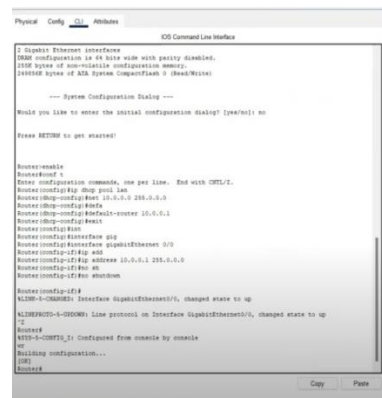 Physical Config CLI Attributes
IOS Command Line Interface
2 Gigabit Ethernet interfaces
DRAM configuration is 64 bits wide with parity disabled.
255K bytes of non-volatile configuration memory.
249856K bytes of ATA System CompactFlash 0 (Read/Write)
--- System Configuration Dialog ---
Would you like to enter the initial configuration dialog? [yes/no]: no
Press RETURN to get started!
Router>enable
Router#conf t
Enter configuration commands, one per line. End with CNTL/Z.
Router(config)#ip dhcp pool lan
Router(dhcp-config)#net 10.0.0.0 255.0.0.0
Router(dhcp-config)#defa
Router(dhcp-config)#default-router 10.0.0.1
Router(dhcp-config)#exit
Router(config)#int
Router(config)#interface gig
Router(config)#interface gigabitEthernet 0/0
Router(config-if)#ip add
Router(config-if)#ip address 10.0.0.1 255.0.0.0
Router(config-if)#no sh
Router(config-if)#no shutdown
Router(config-if)#
%LINK-5-CHANGED: Interface GigabitEthernet0/0, changed state to up
%LINEPROTO-5-UPDOWN: Line protocol on Interface GigabitEthernet0/0, changed state to up
^Z
Router#
%SYS-5-CONFIG_I: Configured from console by console
wr
Building configuration...
[OK]
Router#
Copy Paste